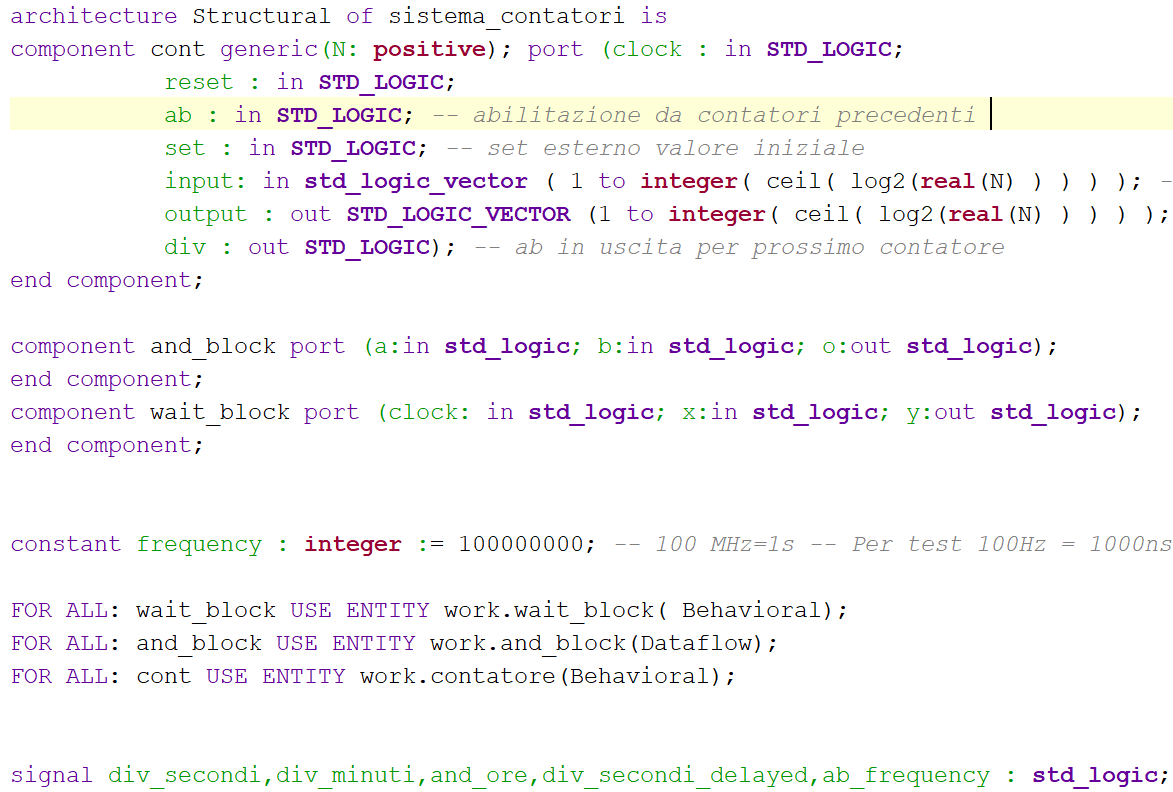 architecture Structural of sistema_contatori is
component cont generic(N: positive); port (clock : in STD_LOGIC;
reset : in STD_LOGIC;
ab : in STD_LOGIC; -- abilitazione da contatori precedenti
set : in STD_LOGIC; -- set esterno valore iniziale
input: in std_logic_vector ( 1 to integer( ceil( log2(real(N) ) ) ) ); -
output : out STD_LOGIC_VECTOR (1 to integer( ceil( log2(real(N) ) ) ) );
div : out STD_LOGIC); -- ab in uscita per prossimo contatore
end component;
component and_block port (a:in std_logic; b:in std_logic; o:out std_logic);
end component;
component wait_block port (clock: in std_logic; x:in std_logic; y:out std_logic);
end component;
constant frequency : integer := 100000000; -- 100 MHz=1s -- Per test 100Hz = 1000ns
FOR ALL: wait_block USE ENTITY work.wait_block( Behavioral);
FOR ALL: and_block USE ENTITY work.and_block(Dataflow);
FOR ALL: cont USE ENTITY work.contatore(Behavioral);
signal div_secondi,div_minuti,and_ore,div_secondi_delayed,ab_frequency : std_logic;